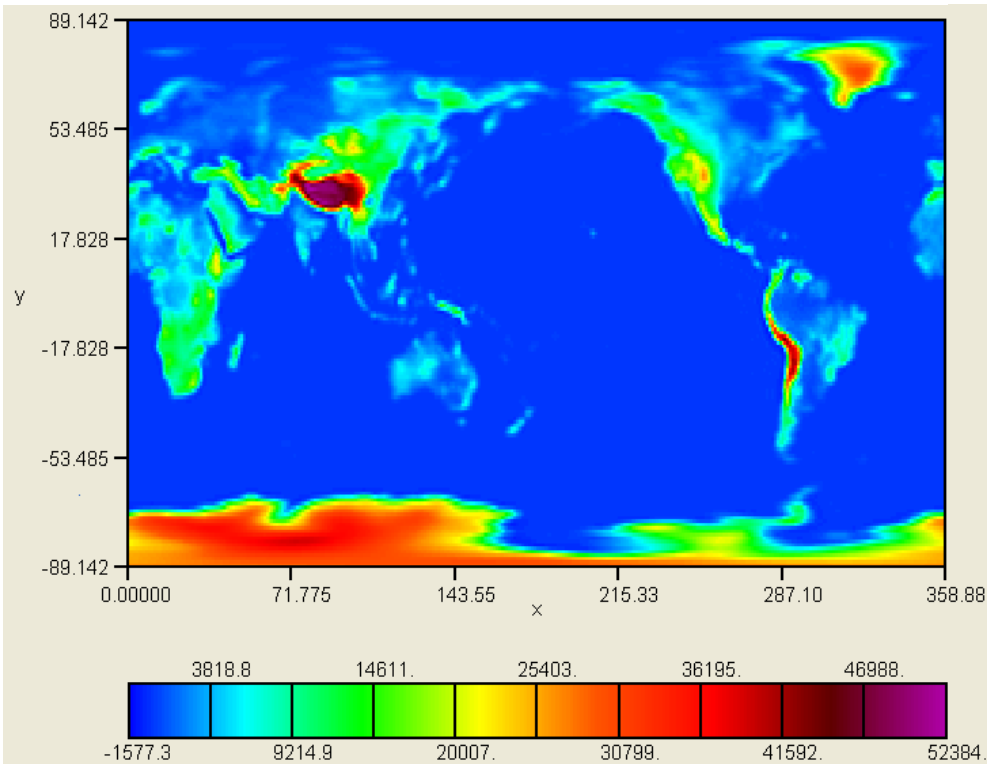 89.142
53.485
17.828
y
-17.828
-53.485
-89.142
0.00000 71.775 143.55 215.33 287.10 358.88
x
3818.8 14611. 25403. 36195. 46988.
-1577.3 9214.9 20007. 30799. 41592. 52384.